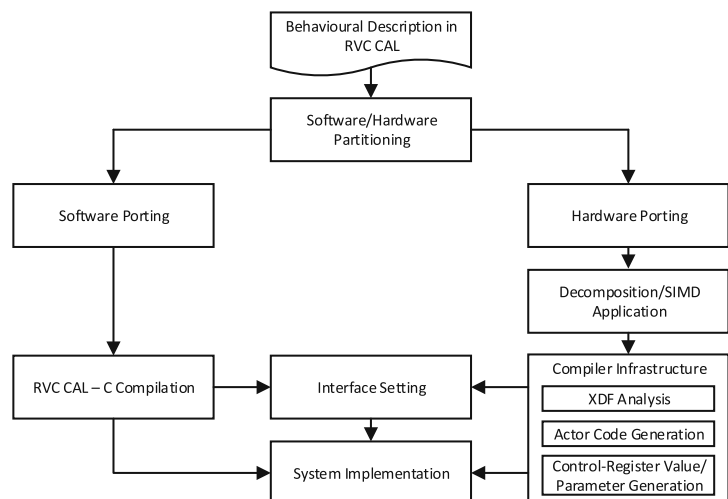 Behavioural Description in
RVC CAL
Software/Hardware
Partitioning
Software Porting
Hardware Porting
Decomposition/SIMD
Application
RVC CAL – C Compilation
Interface Setting
Compiler Infrastructure
XDF Analysis
Actor Code Generation
Control-Register Value/
Parameter Generation
System Implementation